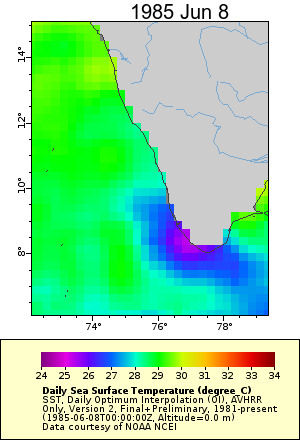 1985 Jun 8
14°
12°
10°
8°
74° 76° 78°
24 25 26 27 28 29 30 31 32 33 34
Daily Sea Surface Temperature (degree_C)
SST, Daily Optimum Interpolation (OI), AVHRR
Only, Version 2, Final+Preliminary, 1981-present
(1985-06-08T00:00:00Z, Altitude=0.0 m)
Data courtesy of NOAA NCEI